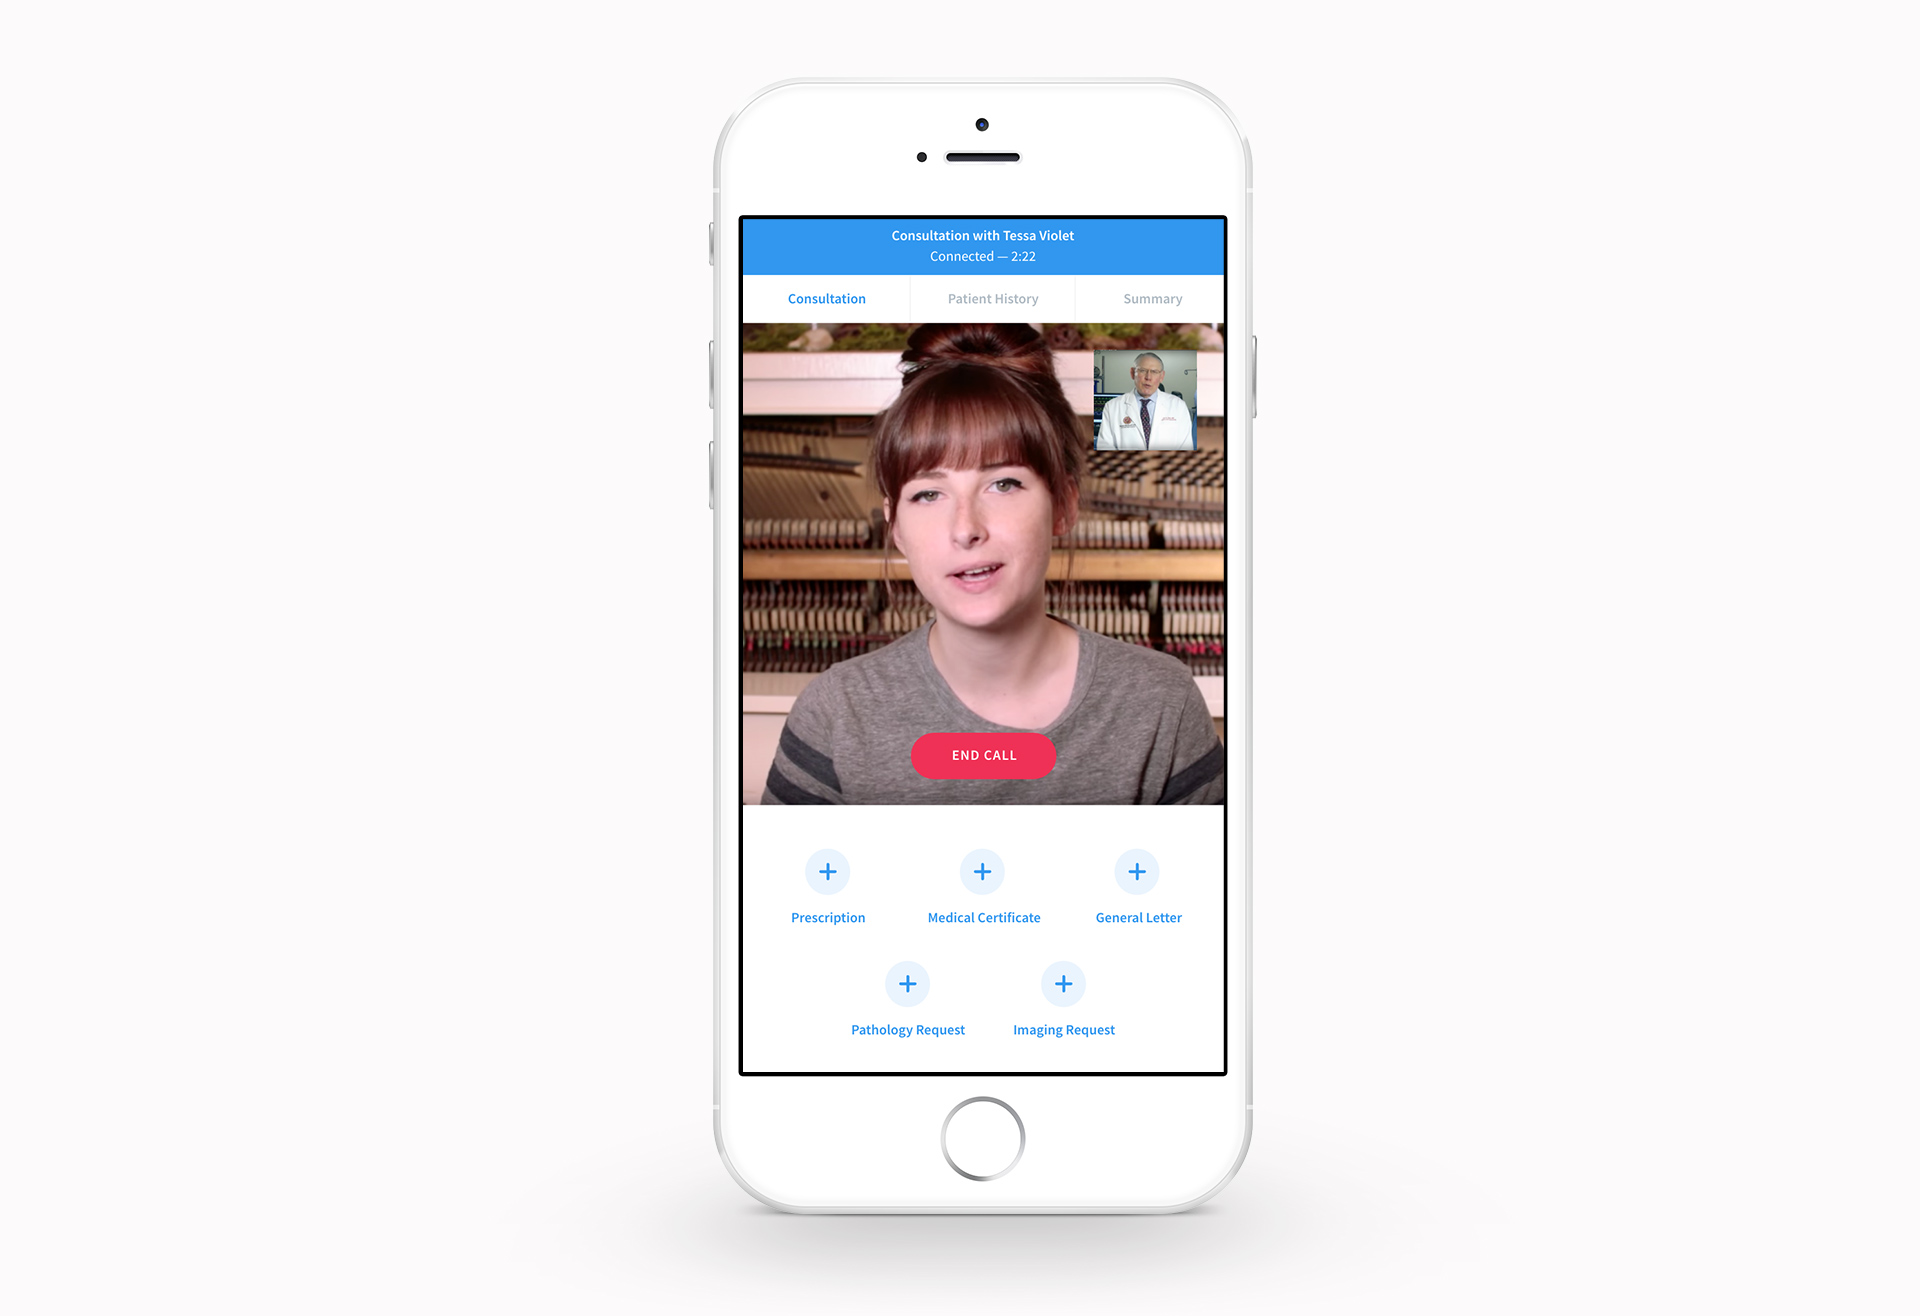 Consultation with Tessa Violet
Connected — 2:22
Consultation
Patient History
Summary
END CALL
Prescription
Medical Certificate
General Letter
Pathology Request
Imaging Request